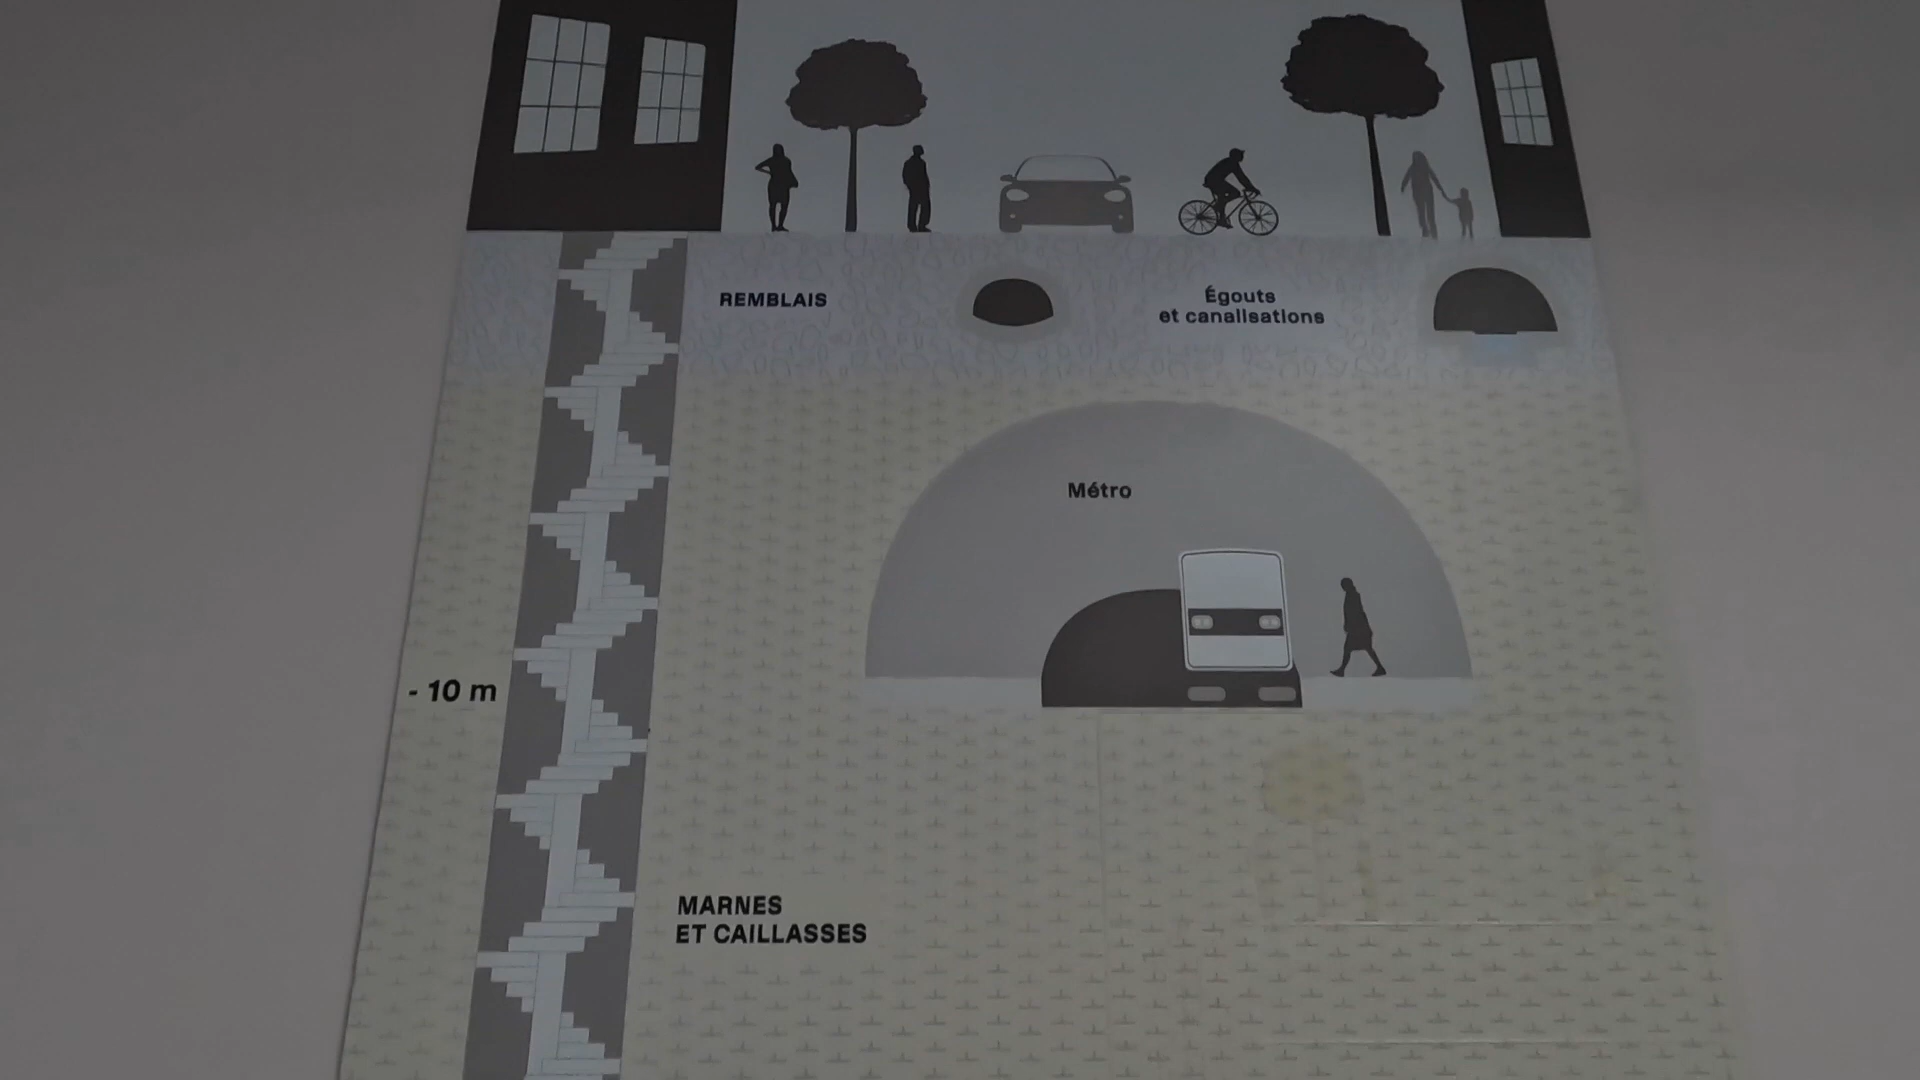 REMBLAIS
Égouts
et canalisations
Métro
- 10 m
MARNES
ET CAILLASSES